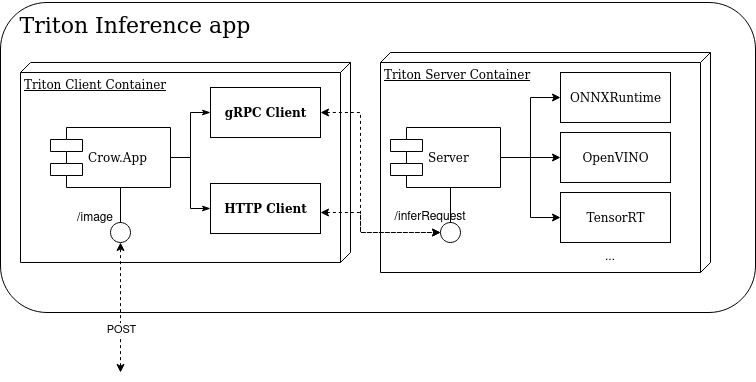 Triton Inference app
Triton Client Container
gRPC Client
Crow.App
HTTP Client
/image
POST
Triton Server Container
ONNXRuntime
Server
OpenVINO
/inferRequest
TensorRT
...